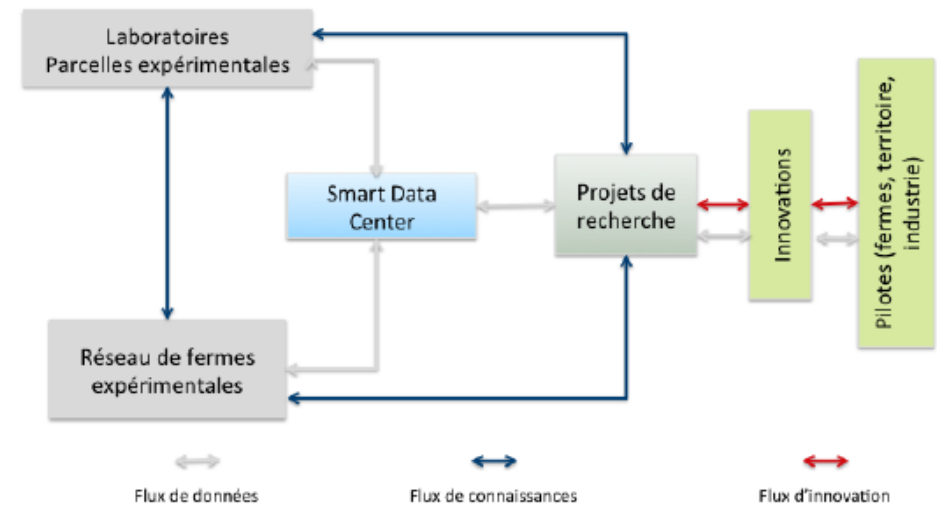 Laboratoires
Parcelles expérimentales
Smart Data
Center
Projets de
recherche
Innovations
Pilotes (fermes, territoire,
industrie)
Réseau de fermes
expérimentales
Flux de données
Flux de connaissances
Flux d'innovation